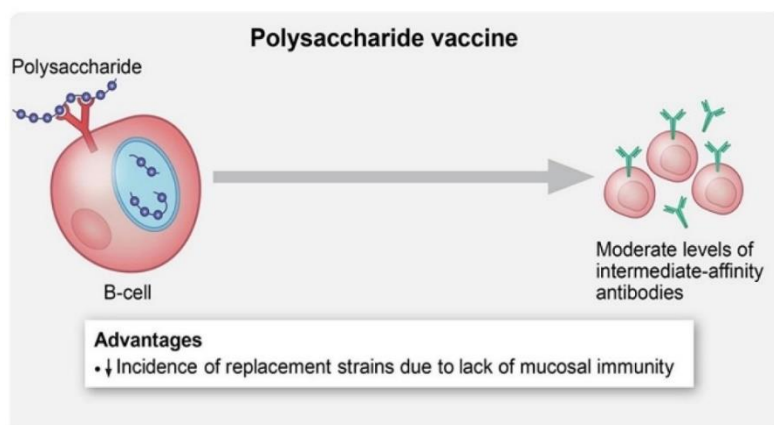 Polysaccharide vaccine
Polysaccharide
B-cell
Moderate levels of
intermediate-affinity
antibodies
Advantages
• ↓ Incidence of replacement strains due to lack of mucosal immunity